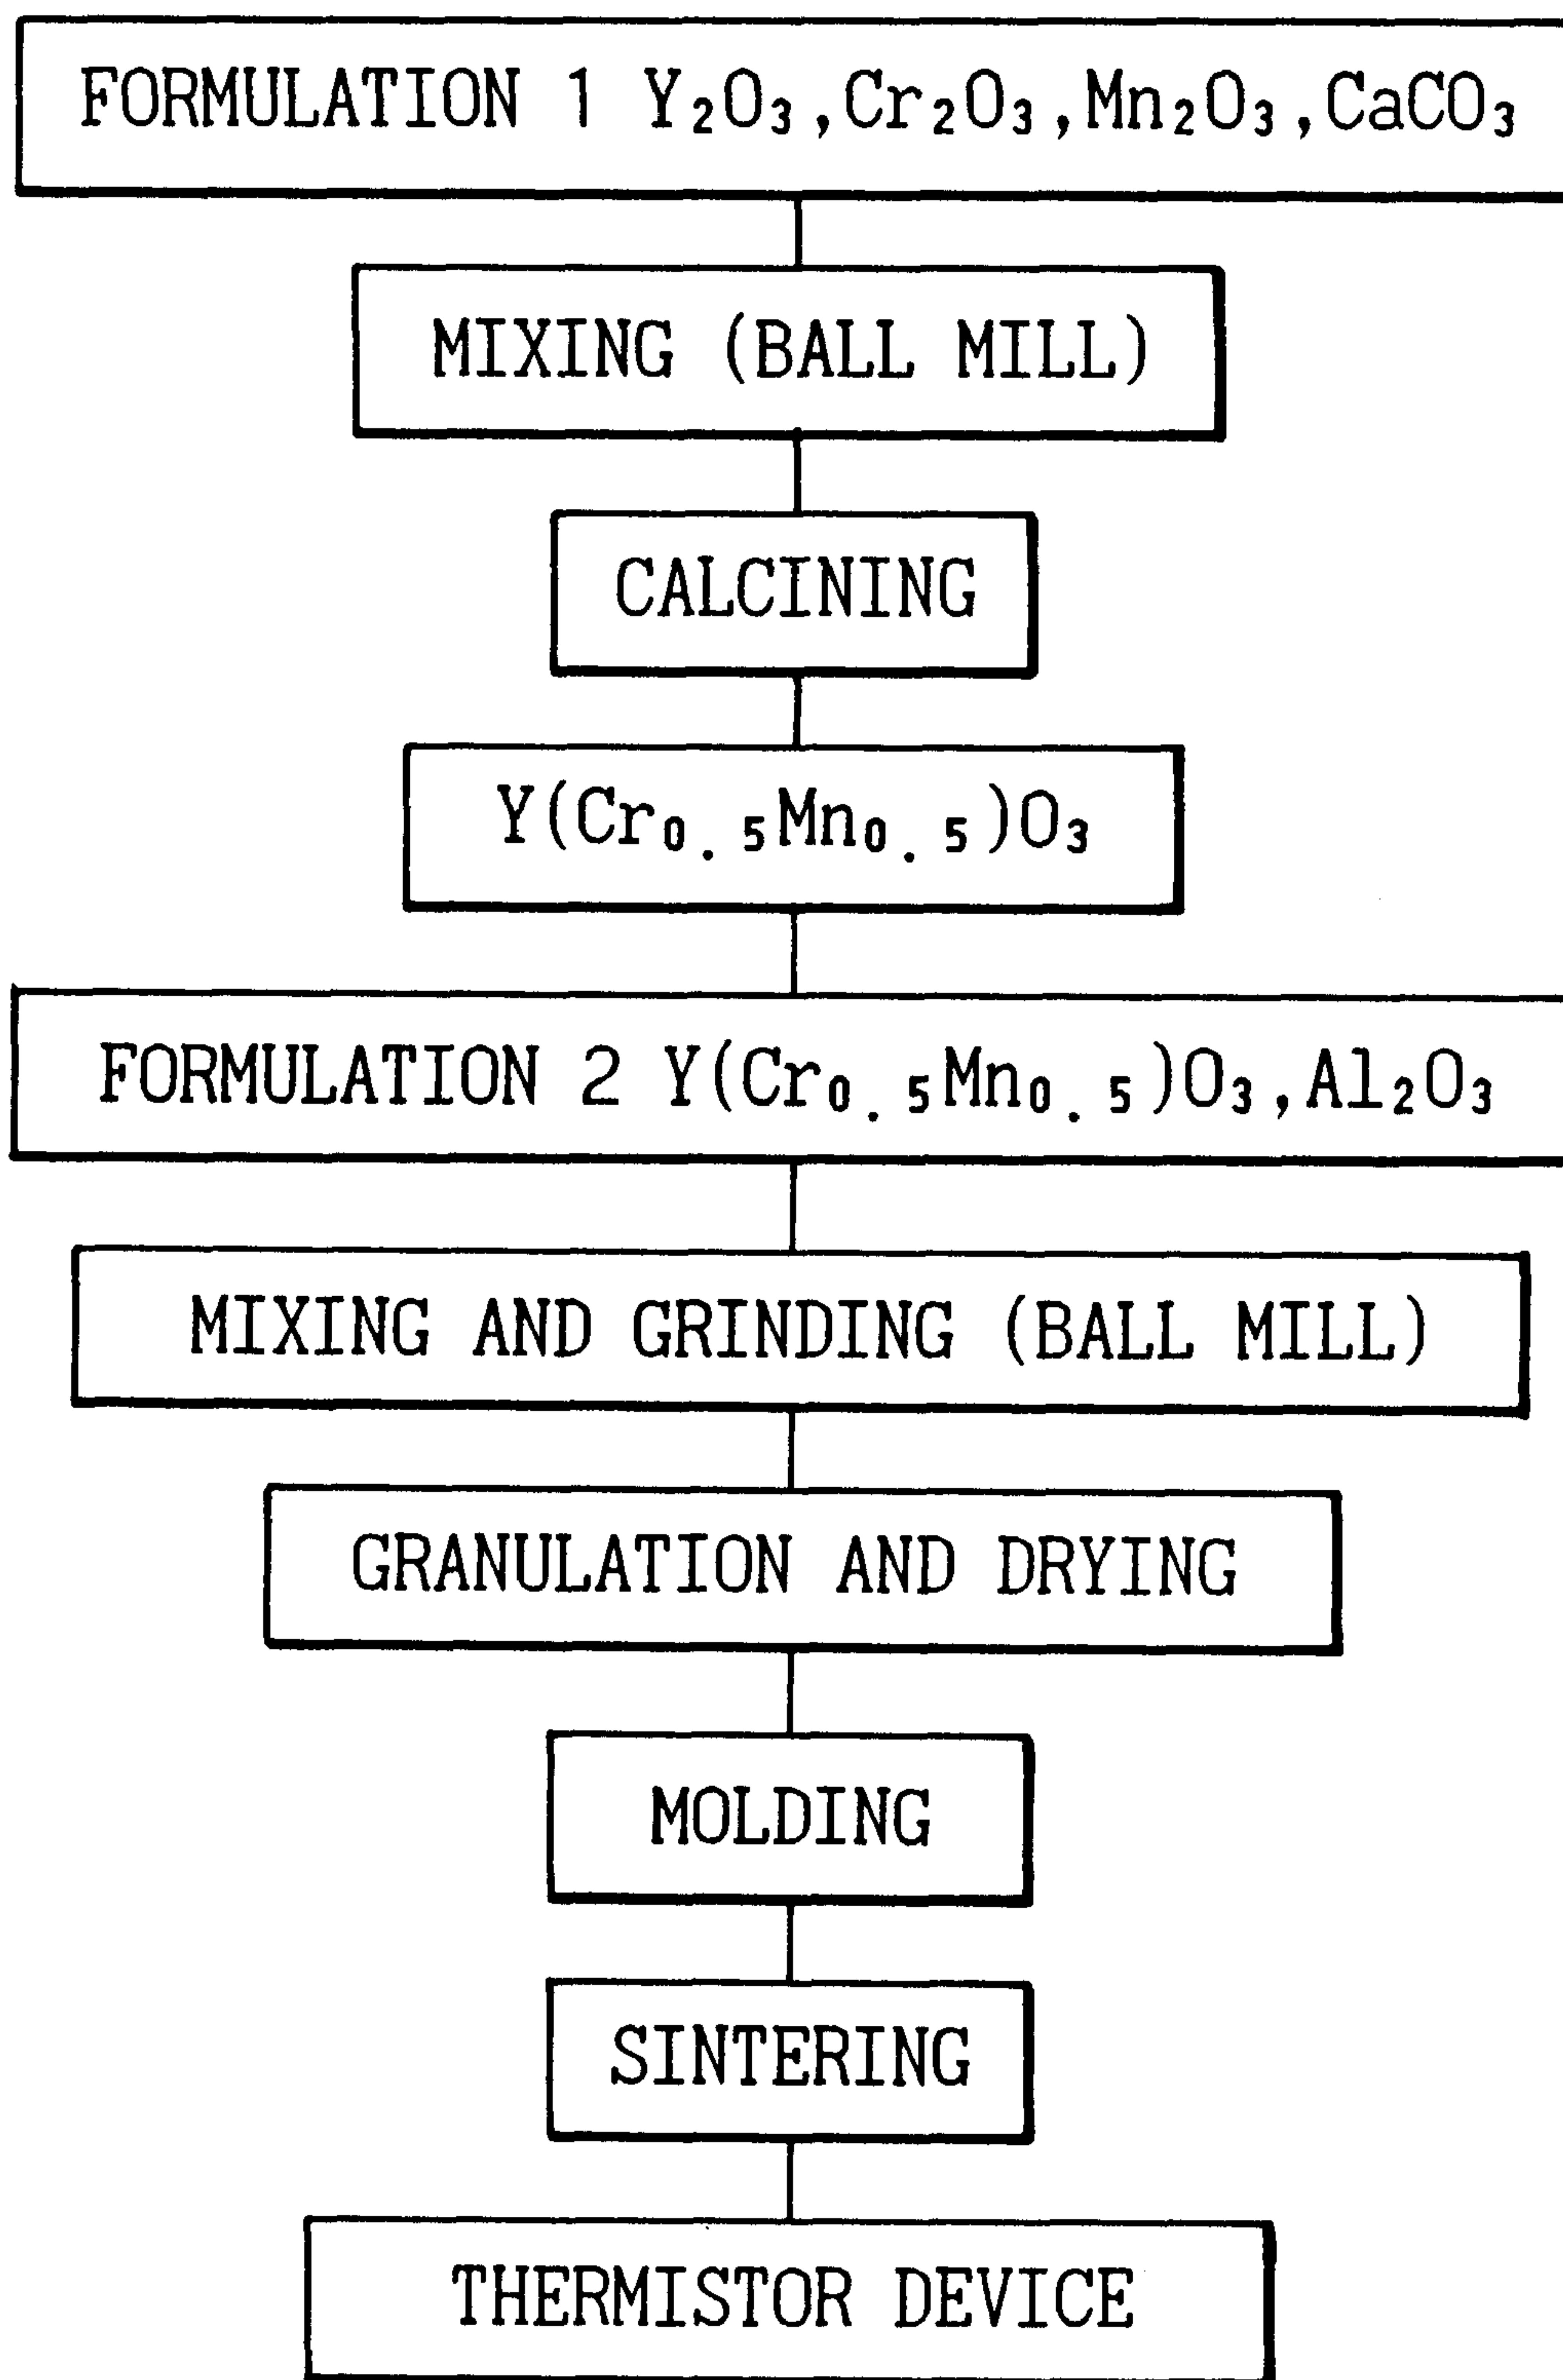 FORMULATION 1 Y₂O₃,Cr₂O₃,Mn₂O₃,CaCO₃
MIXING (BALL MILL)
CALCINING
Y(Cr₀.₅Mn₀.₅)O₃
FORMULATION 2 Y(Cr₀.₅Mn₀.₅)O₃,Al₂O₃
MIXING AND GRINDING (BALL MILL)
GRANULATION AND DRYING
MOLDING
SINTERING
THERMISTOR DEVICE